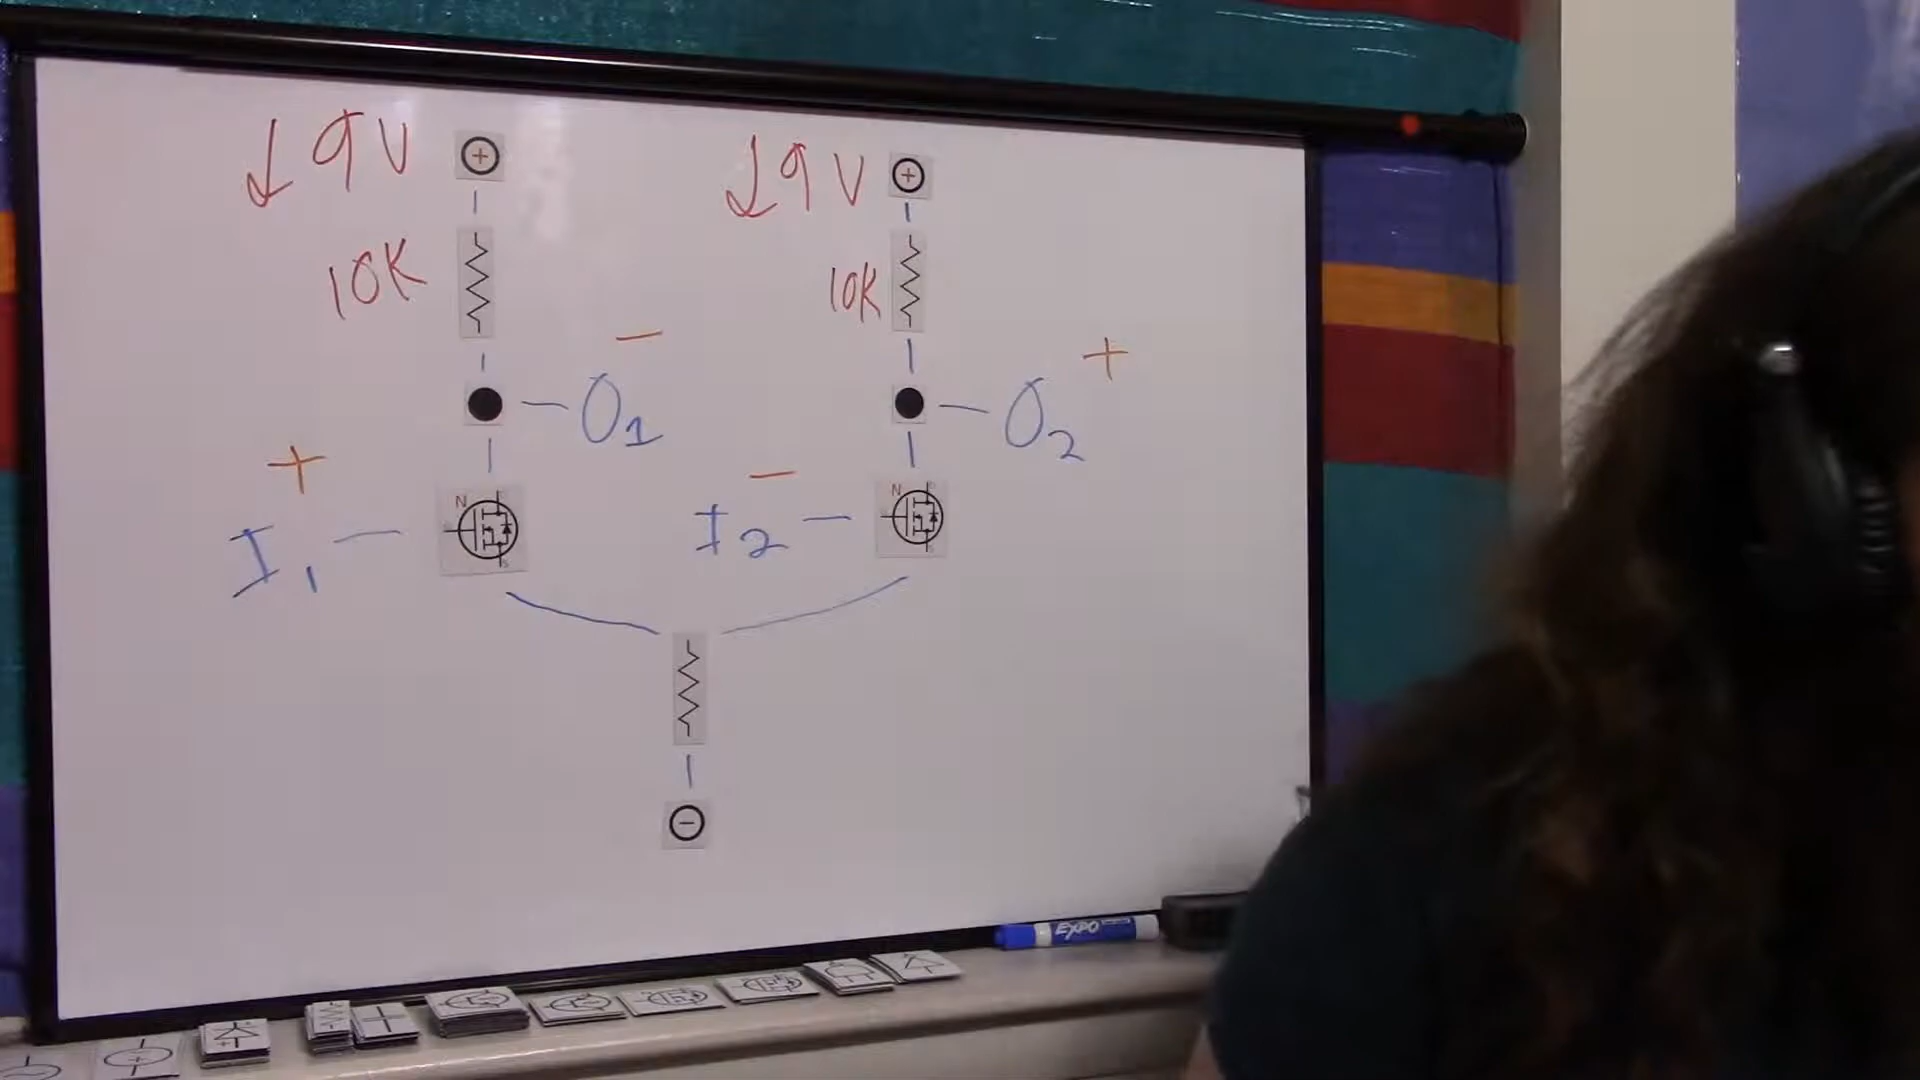 ↓ 9V
+
↓ 9V
+
10K
10K
−
+
O1
O2
+
−
N
N
I1
I2
−
EXPO